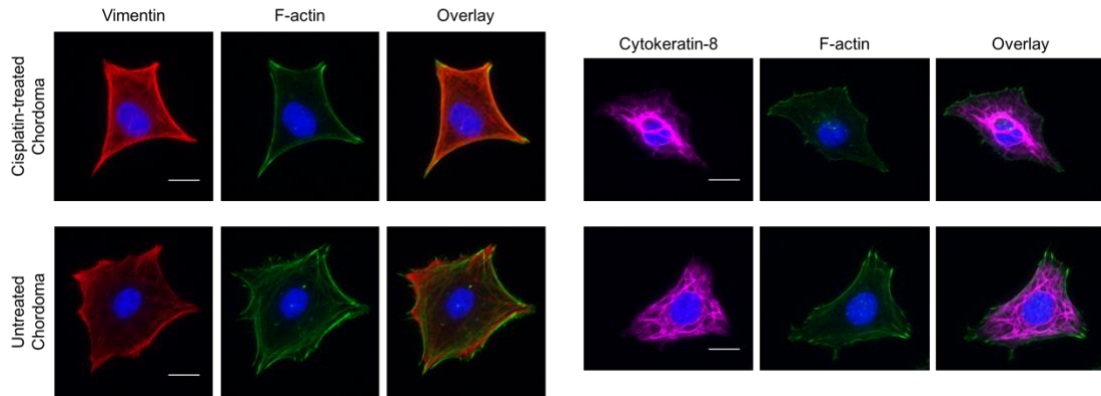 Vimentin
F-actin
Overlay
Cytokeratin-8
F-actin
Overlay
Cisplatin-treated
Chordoma
Untreated
Chordoma